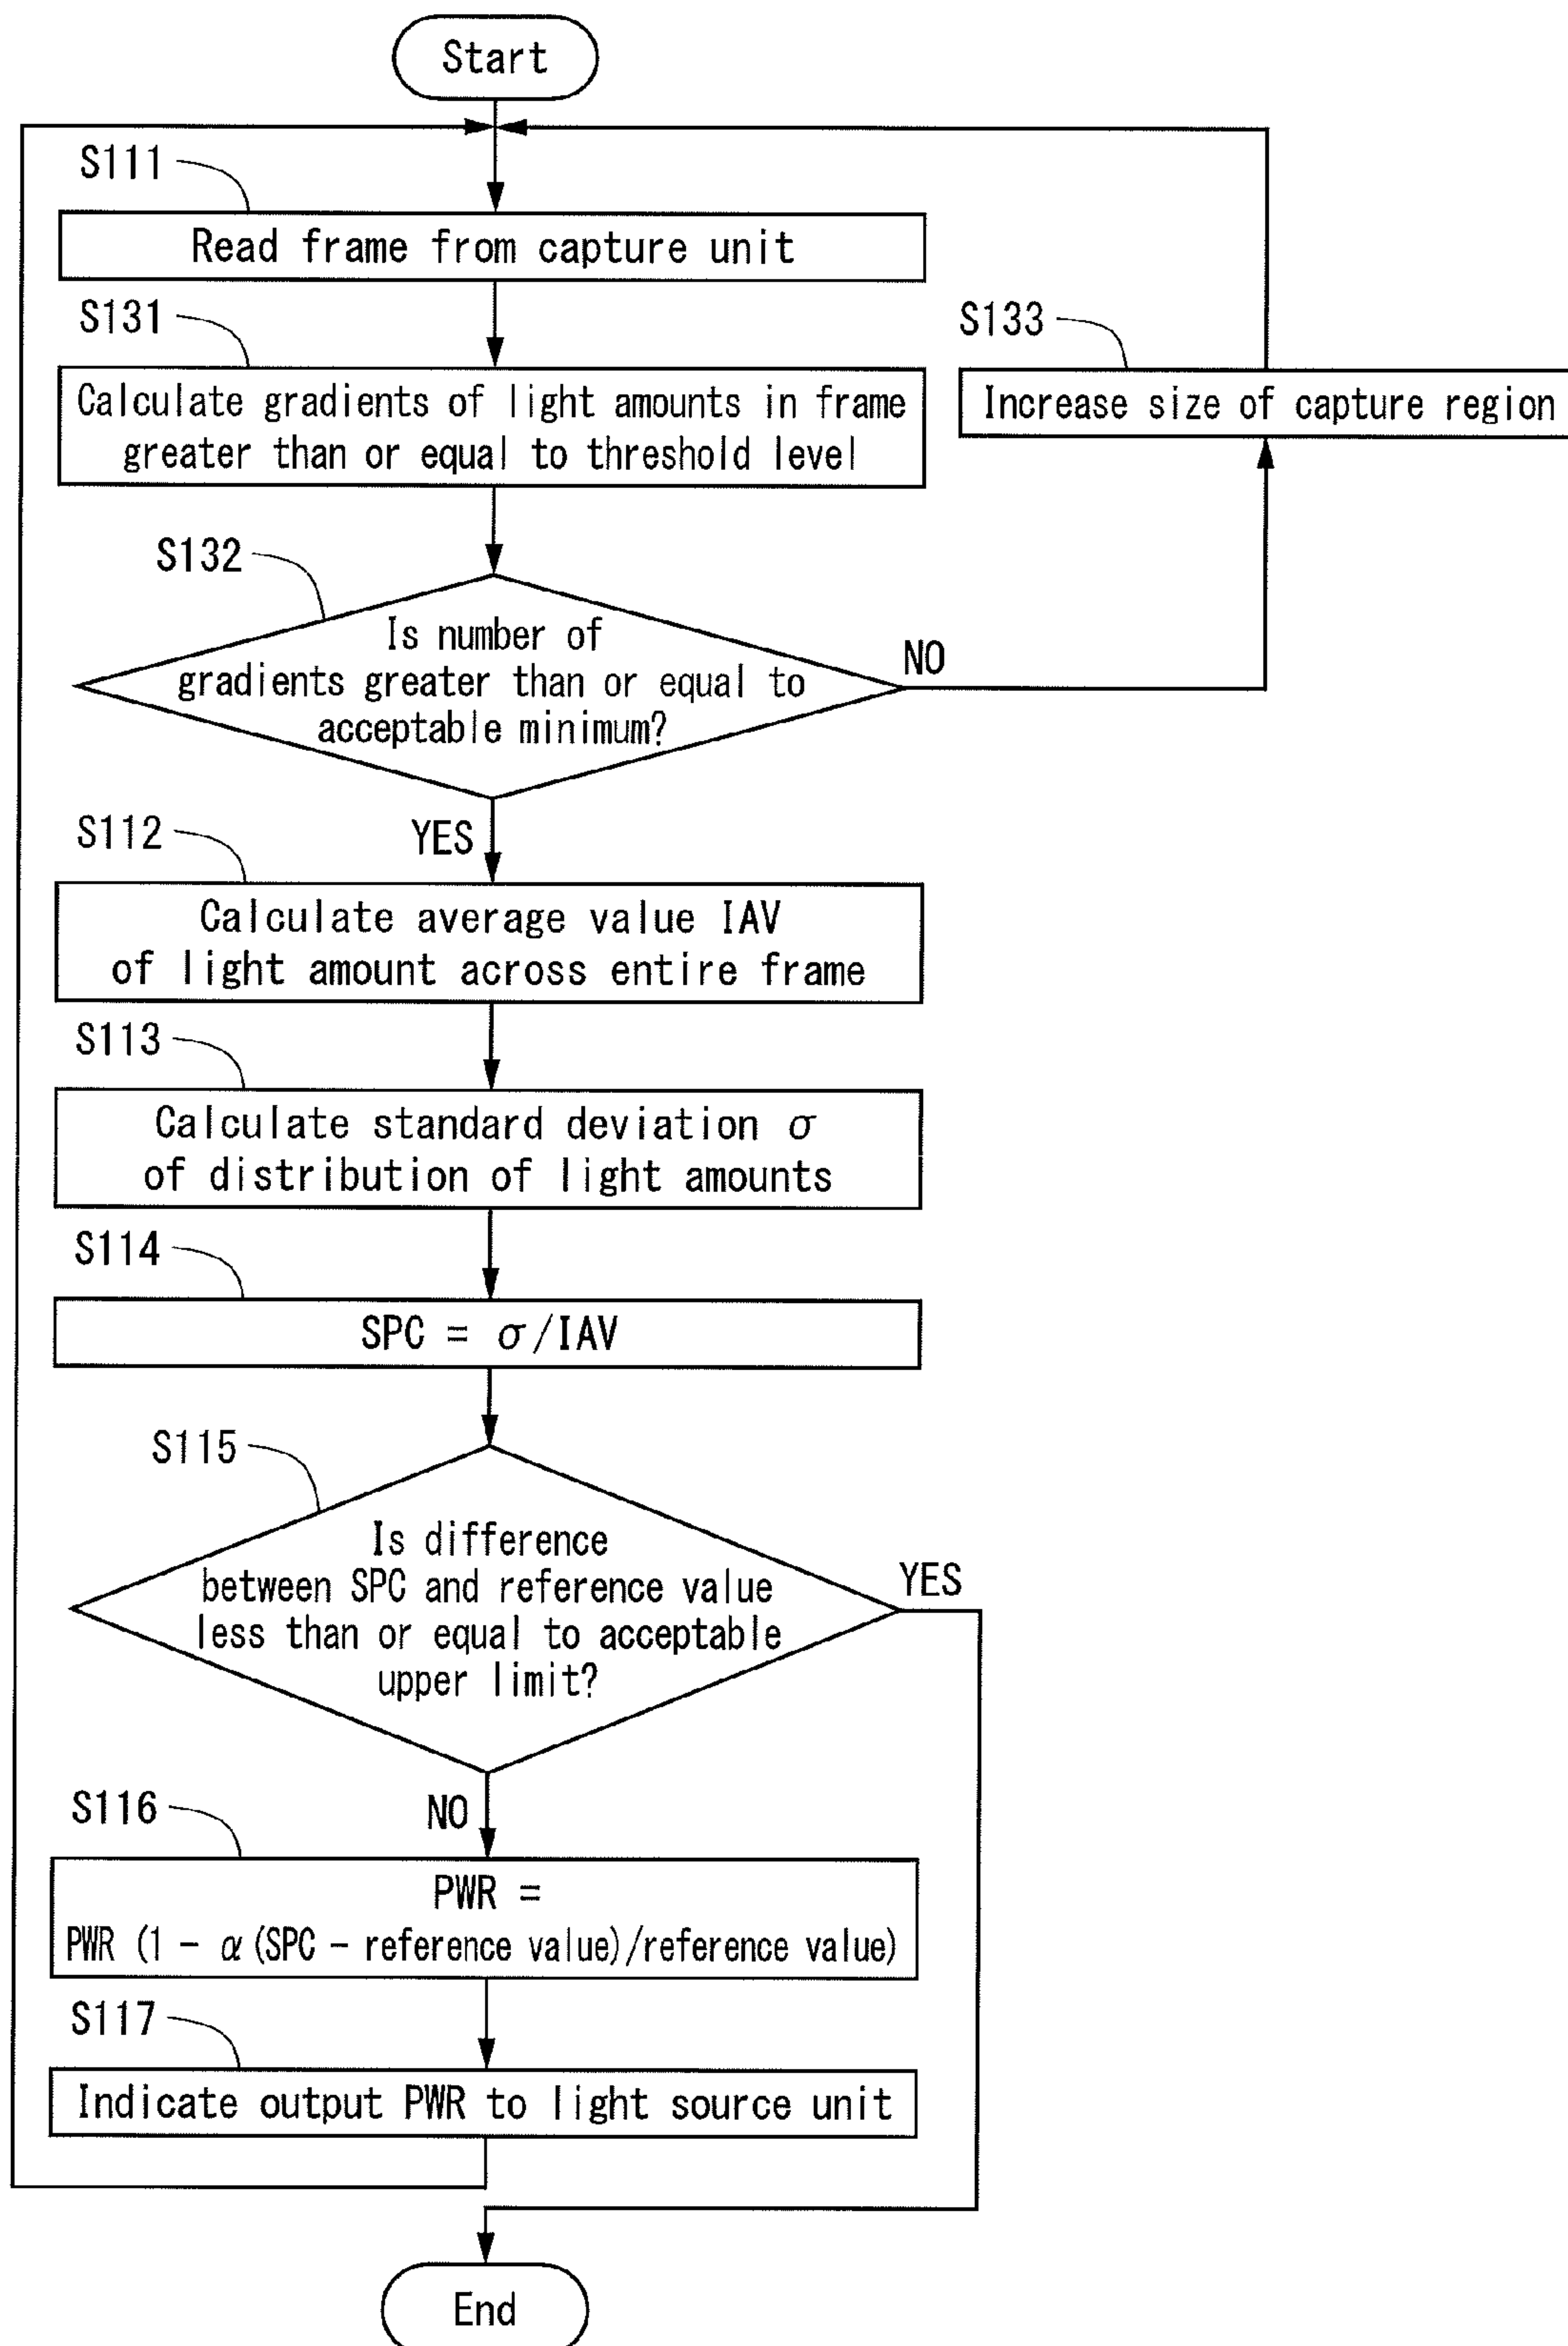 Start
S111
Read frame from capture unit
S131
S133
Calculate gradients of light amounts in frame
greater than or equal to threshold level
Increase size of capture region
S132
Is number of
gradients greater than or equal to
acceptable minimum?
NO
YES
S112
Calculate average value IAV
of light amount across entire frame
S113
Calculate standard deviation σ
of distribution of light amounts
S114
SPC = σ/IAV
S115
Is difference
between SPC and reference value
less than or equal to acceptable
upper limit?
YES
NO
S116
PWR =
PWR (1 − α (SPC − reference value)/reference value)
S117
Indicate output PWR to light source unit
End